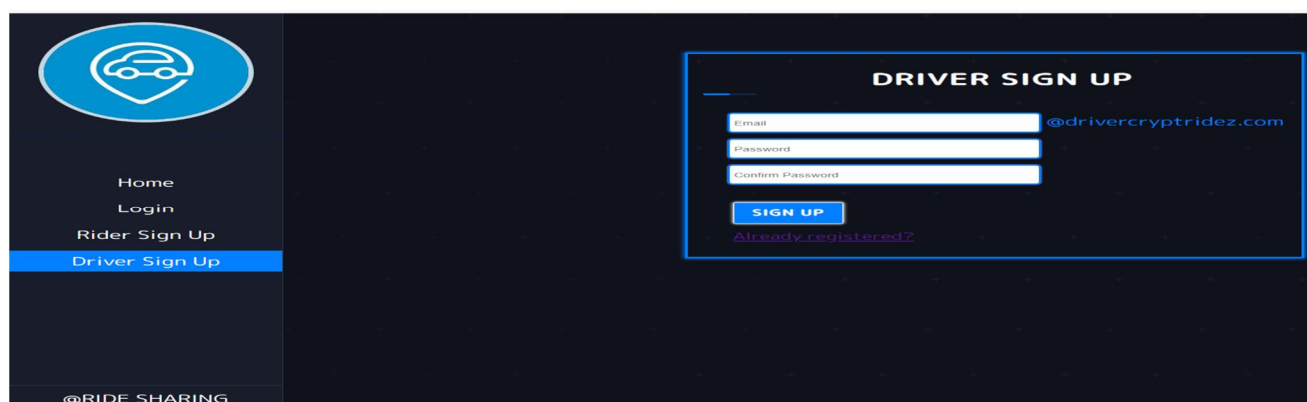 Home
Login
Rider Sign Up
Driver Sign Up
@RIDE SHARING
DRIVER SIGN UP
Email @drivercryptridez.com
Password
Confirm Password
SIGN UP
Already registered?